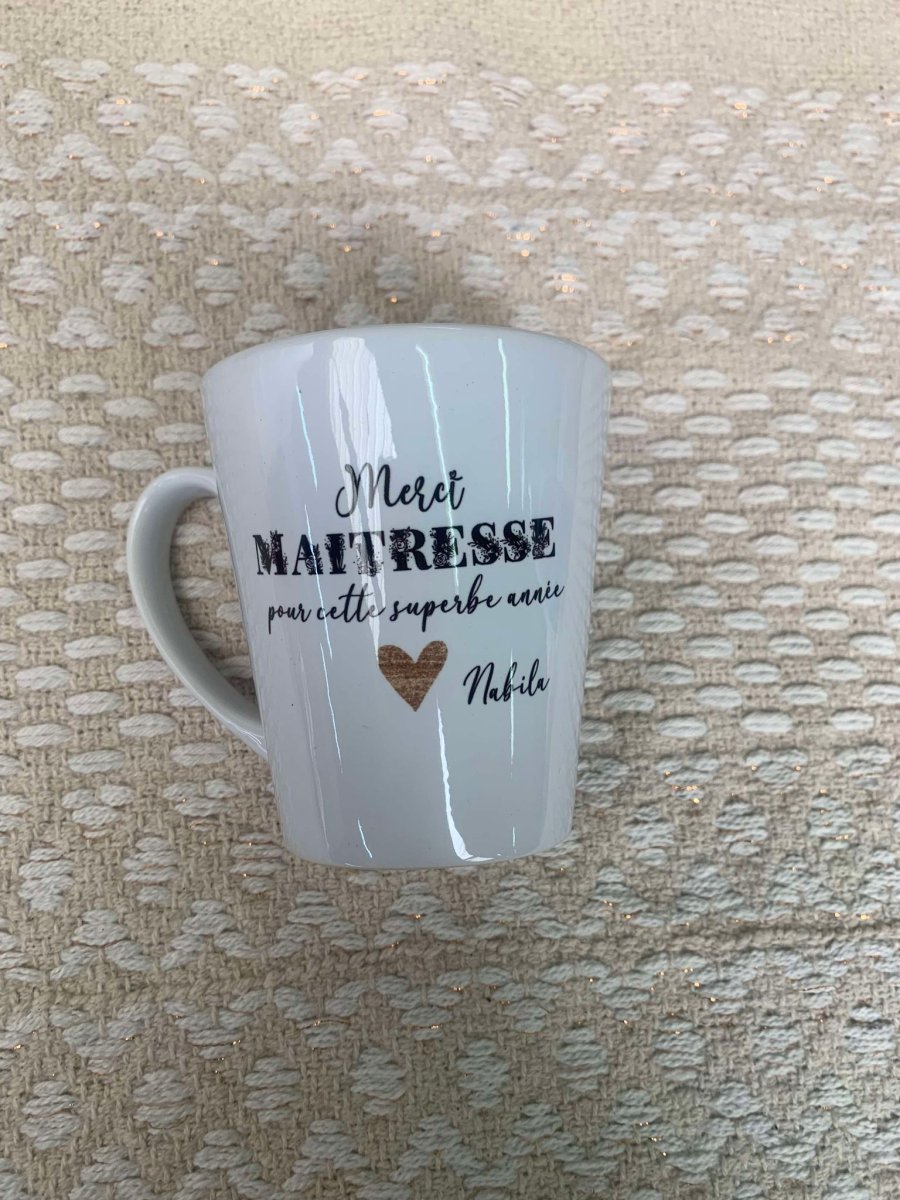 Merci
MAITRESSE
pour cette superbe année
Nabila